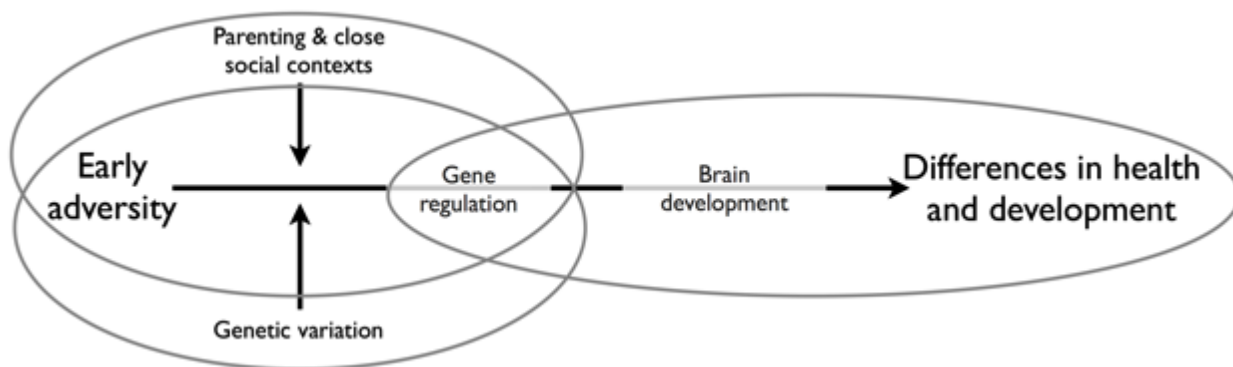 Parenting & close
social contexts
Early
adversity
Gene
regulation
Brain
development
Differences in health
and development
Genetic variation